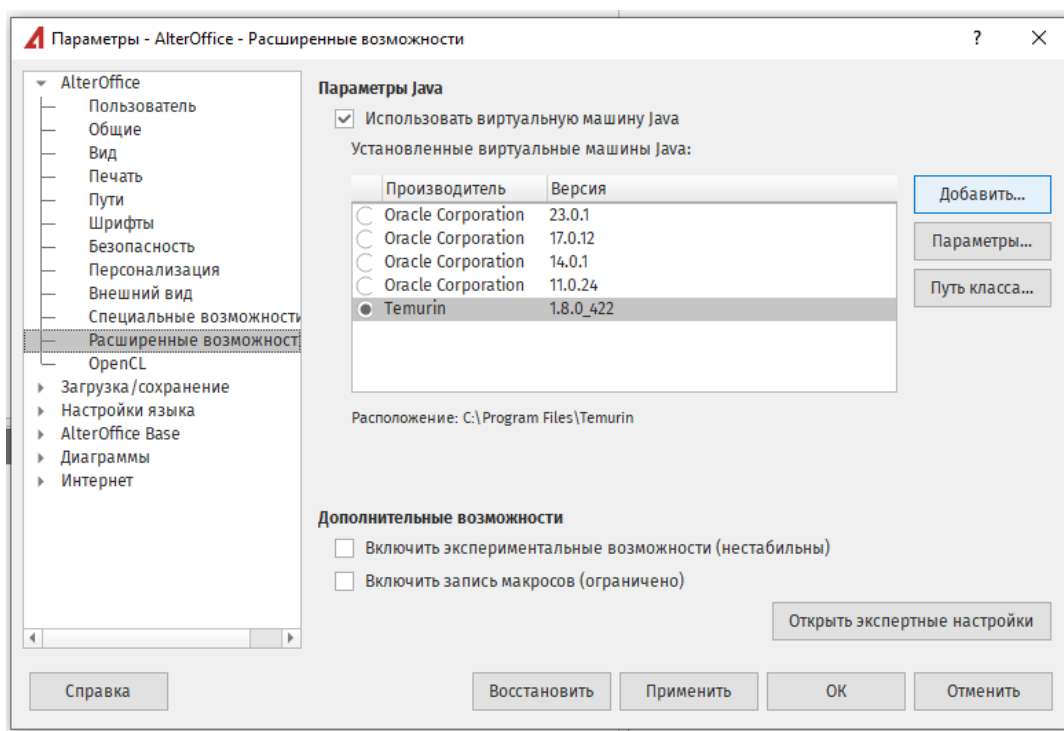 Параметры - AlterOffice - Расширенные возможности
?
AlterOffice
Пользователь
Общие
Вид
Печать
Пути
Шрифты
Безопасность
Персонализация
Внешний вид
Специальные возможности
Расширенные возможност
OpenCL
Загрузка/сохранение
Настройки языка
AlterOffice Base
Диаграммы
Интернет
Параметры Java
Использовать виртуальную машину Java
Установленные виртуальные машины Java:
Производитель Версия
Oracle Corporation 23.0.1
Oracle Corporation 17.0.12
Oracle Corporation 14.0.1
Oracle Corporation 11.0.24
Temurin 1.8.0_422
Добавить...
Параметры...
Путь класса...
Расположение: C:\Program Files\Temurin
Дополнительные возможности
Включить экспериментальные возможности (нестабильны)
Включить запись макросов (ограничено)
Открыть экспертные настройки
Справка
Восстановить
Применить
ОК
Отменить